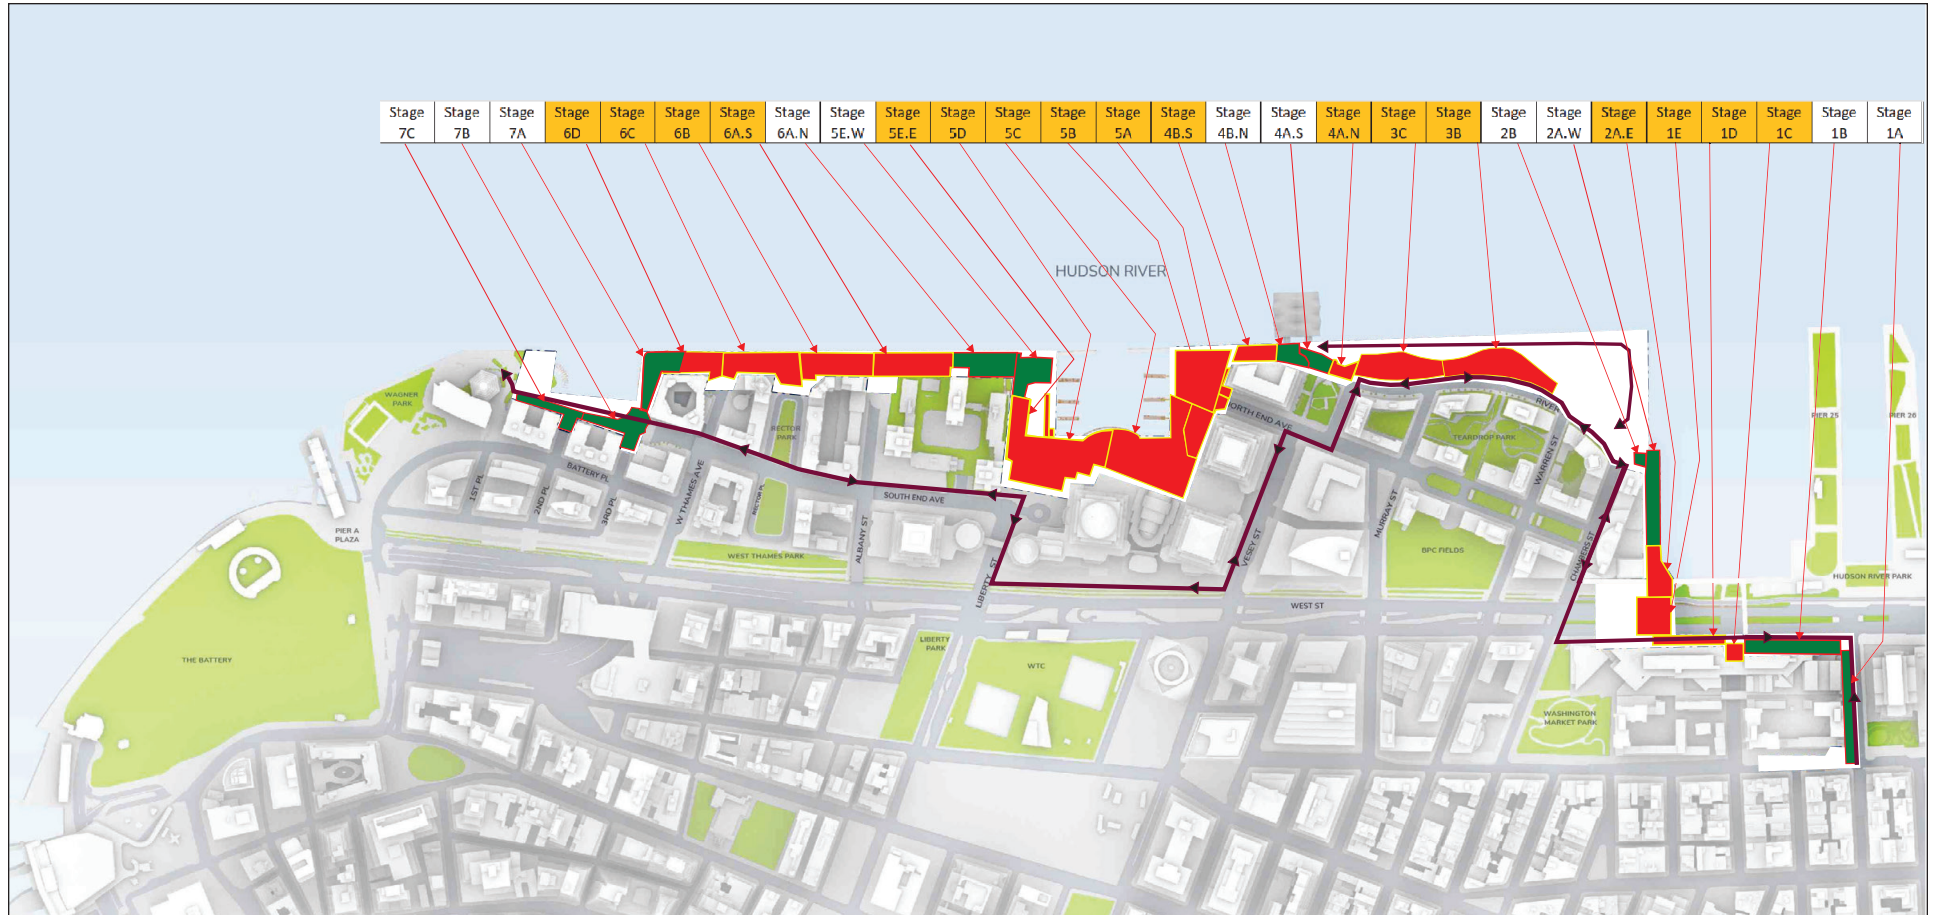 Stage 7C
Stage 7B
Stage 7A
Stage 6D
Stage 6C
Stage 6B
Stage 6A.S
Stage 6A.N
Stage 5E.W
Stage 5E.E
Stage 5D
Stage 5C
Stage 5B
Stage 5A
Stage 4B.S
Stage 4B.N
Stage 4A.S
Stage 4A.N
Stage 3C
Stage 3B
Stage 2B
Stage 2A.W
Stage 2A.E
Stage 1E
Stage 1D
Stage 1C
Stage 1B
Stage 1A
HUDSON RIVER
WAGNER
PARK
RECTOR
PARK
ORTH END AVE
RIVER
TEARDROP PARK
WARREN ST
PIER 25
PIER 26
BATTERY PL
1ST PL
2ND PL
3RD PL
W THAMES AVE
RECTOR PL
SOUTH END AVE
ALBANY ST
PIER A
PLAZA
WEST THAMES PARK
LIBERTY ST
VESEY ST
MURRAY ST
BPC FIELDS
CHAMBERS ST
HUDSON RIVER PARK
WEST ST
THE BATTERY
LIBERTY
PARK
WTC
WASHINGTON
MARKET PARK